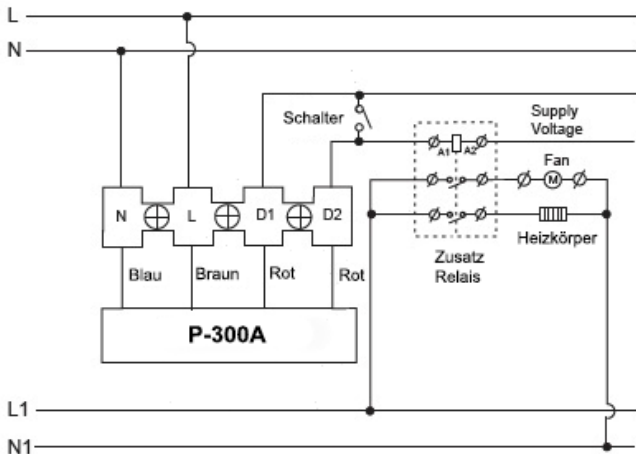 L
N
Schalter
Supply
Voltage
A1 A2
Fan
M
N L D1 D2
Heizkörper
Blau Braun Rot Rot
Zusatz
Relais
P-300A
L1
N1